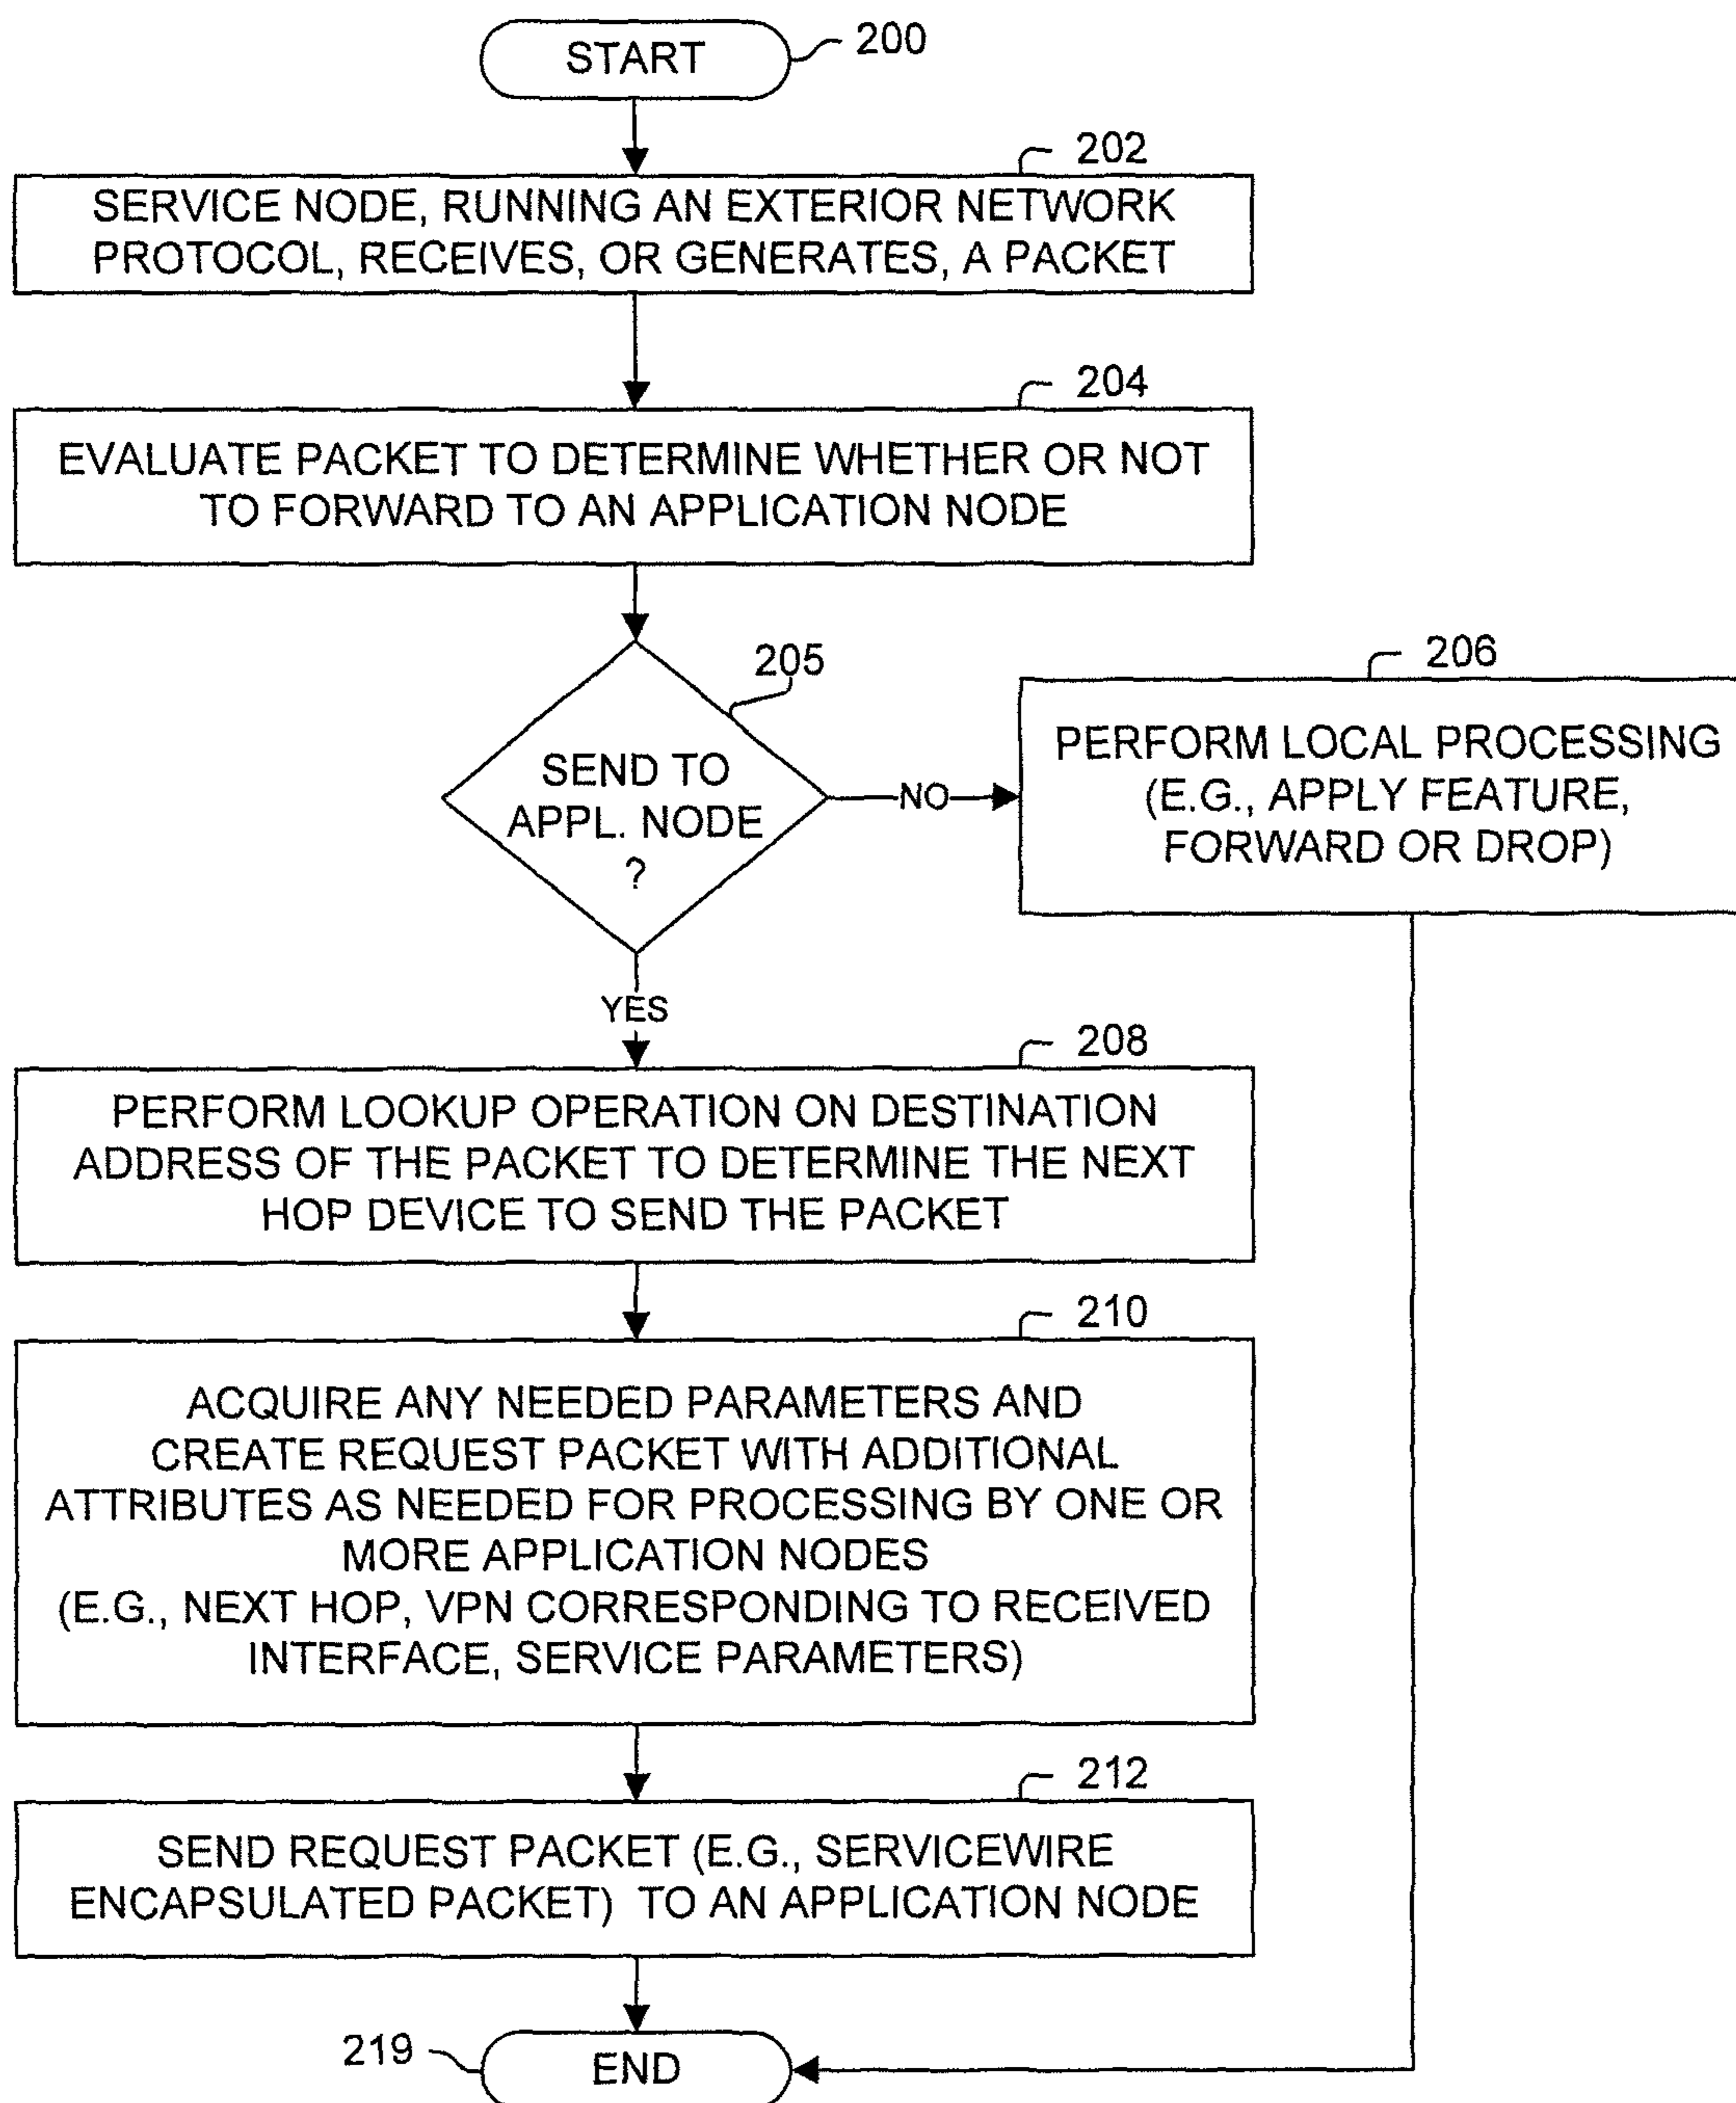 START
200
202
SERVICE NODE, RUNNING AN EXTERIOR NETWORK
PROTOCOL, RECEIVES, OR GENERATES, A PACKET
204
EVALUATE PACKET TO DETERMINE WHETHER OR NOT
TO FORWARD TO AN APPLICATION NODE
205
SEND TO
APPL. NODE
?
NO
206
PERFORM LOCAL PROCESSING
(E.G., APPLY FEATURE,
FORWARD OR DROP)
YES
208
PERFORM LOOKUP OPERATION ON DESTINATION
ADDRESS OF THE PACKET TO DETERMINE THE NEXT
HOP DEVICE TO SEND THE PACKET
210
ACQUIRE ANY NEEDED PARAMETERS AND
CREATE REQUEST PACKET WITH ADDITIONAL
ATTRIBUTES AS NEEDED FOR PROCESSING BY ONE OR
MORE APPLICATION NODES
(E.G., NEXT HOP, VPN CORRESPONDING TO RECEIVED
INTERFACE, SERVICE PARAMETERS)
212
SEND REQUEST PACKET (E.G., SERVICEWIRE
ENCAPSULATED PACKET) TO AN APPLICATION NODE
219
END